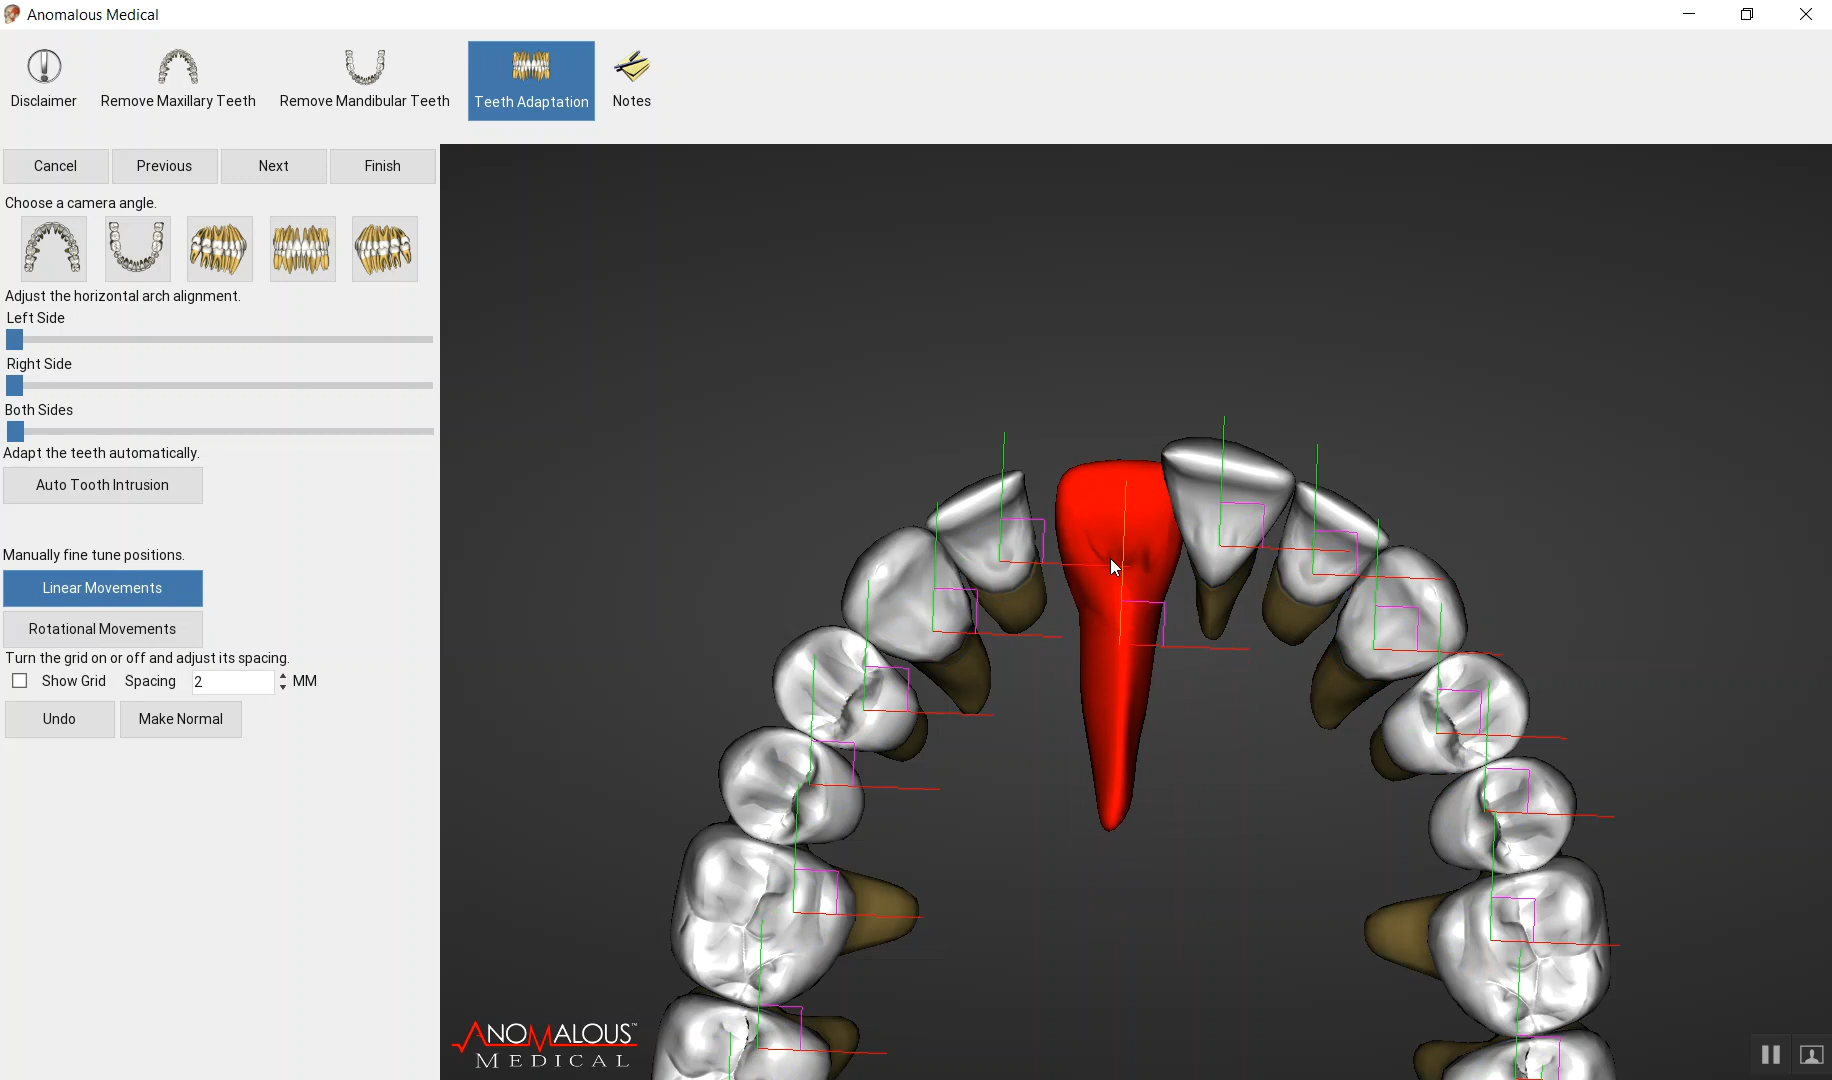 Anomalous Medical
Disclaimer
Remove Maxillary Teeth
Remove Mandibular Teeth
Teeth Adaptation
Notes
Cancel
Previous
Next
Finish
Choose a camera angle.
Adjust the horizontal arch alignment.
Left Side
Right Side
Both Sides
Adapt the teeth automatically.
Auto Tooth Intrusion
Manually fine tune positions.
Linear Movements
Rotational Movements
Turn the grid on or off and adjust its spacing.
Show Grid Spacing 2 MM
Undo
Make Normal
ANOMALOUS™
MEDICAL